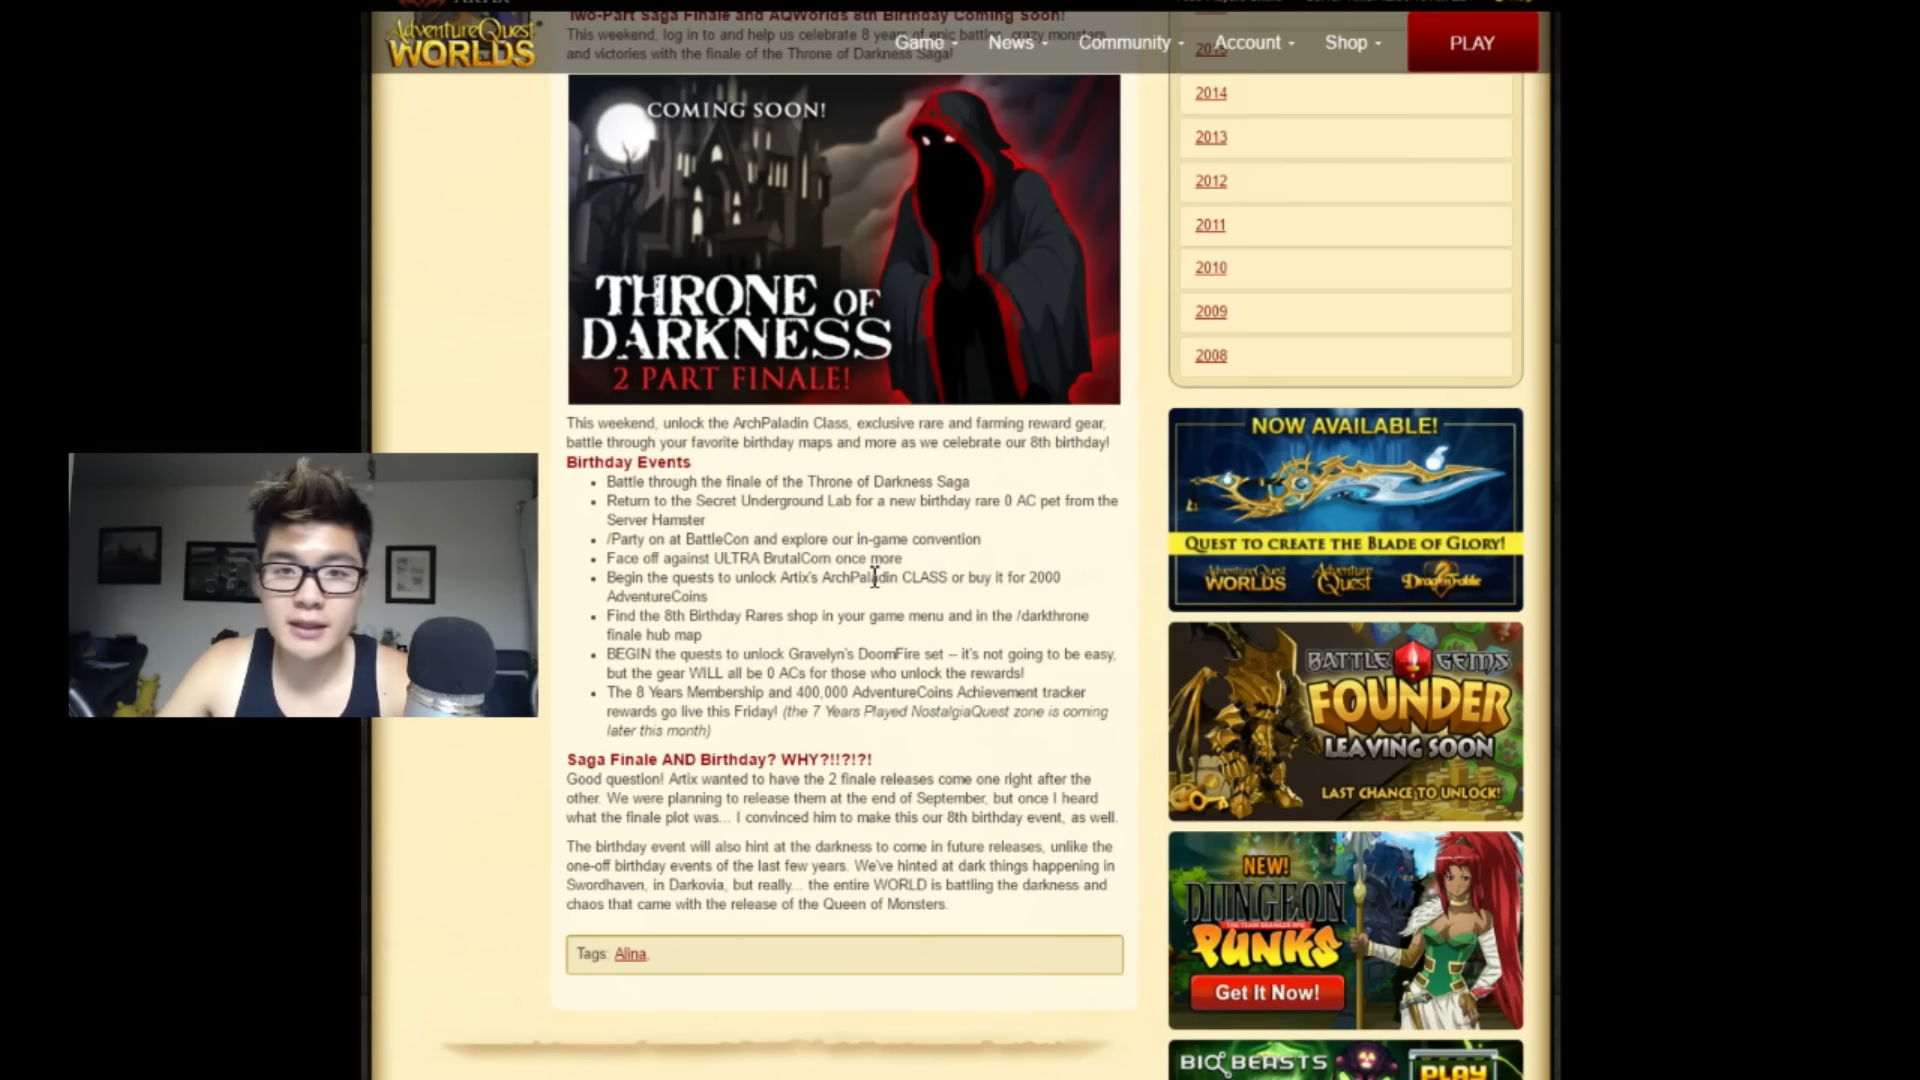 Two-Part Saga Finale and AQWorlds 8th Birthday Coming Soon!
This weekend, log in to and help us celebrate 8 years of epic battles, crazy monsters
and victories with the finale of the Throne of Darkness Saga!
AdventureQuest
WORLDS
Game
News
Community
Account
Shop
PLAY
COMING SOON!
THRONE OF
DARKNESS
2 PART FINALE!
This weekend, unlock the ArchPaladin Class, exclusive rare and farming reward gear,
battle through your favorite birthday maps and more as we celebrate our 8th birthday!
Birthday Events
• Battle through the finale of the Throne of Darkness Saga
• Return to the Secret Underground Lab for a new birthday rare 0 AC pet from the
Server Hamster
• /Party on at BattleCon and explore our in-game convention
• Face off against ULTRA BrutalCorn once more
• Begin the quests to unlock Artix's ArchPaladin CLASS or buy it for 2000
AdventureCoins
• Find the 8th Birthday Rares shop in your game menu and in the /darkthrone
finale hub map
• BEGIN the quests to unlock Gravelyn's DoomFire set – it's not going to be easy,
but the gear WILL all be 0 ACs for those who unlock the rewards!
• The 8 Years Membership and 400,000 AdventureCoins Achievement tracker
rewards go live this Friday! (the 7 Years Played NostalgiaQuest zone is coming
later this month)
Saga Finale AND Birthday? WHY?!!?!?!
Good question! Artix wanted to have the 2 finale releases come one right after the
other. We were planning to release them at the end of September, but once I heard
what the finale plot was... I convinced him to make this our 8th birthday event, as well.
The birthday event will also hint at the darkness to come in future releases, unlike the
one-off birthday events of the last few years. We've hinted at dark things happening in
Swordhaven, in Darkovia, but really... the entire WORLD is battling the darkness and
chaos that came with the release of the Queen of Monsters.
Tags: Alina,
2015
2014
2013
2012
2011
2010
2009
2008
NOW AVAILABLE!
QUEST TO CREATE THE BLADE OF GLORY!
AdventureQuest WORLDS
AdventureQuest
DragonFable
BATTLE GEMS
FOUNDER
LEAVING SOON
LAST CHANCE TO UNLOCK!
NEW!
DUNGEON
PUNKS
Get It Now!
BIO BEASTS
PLAY